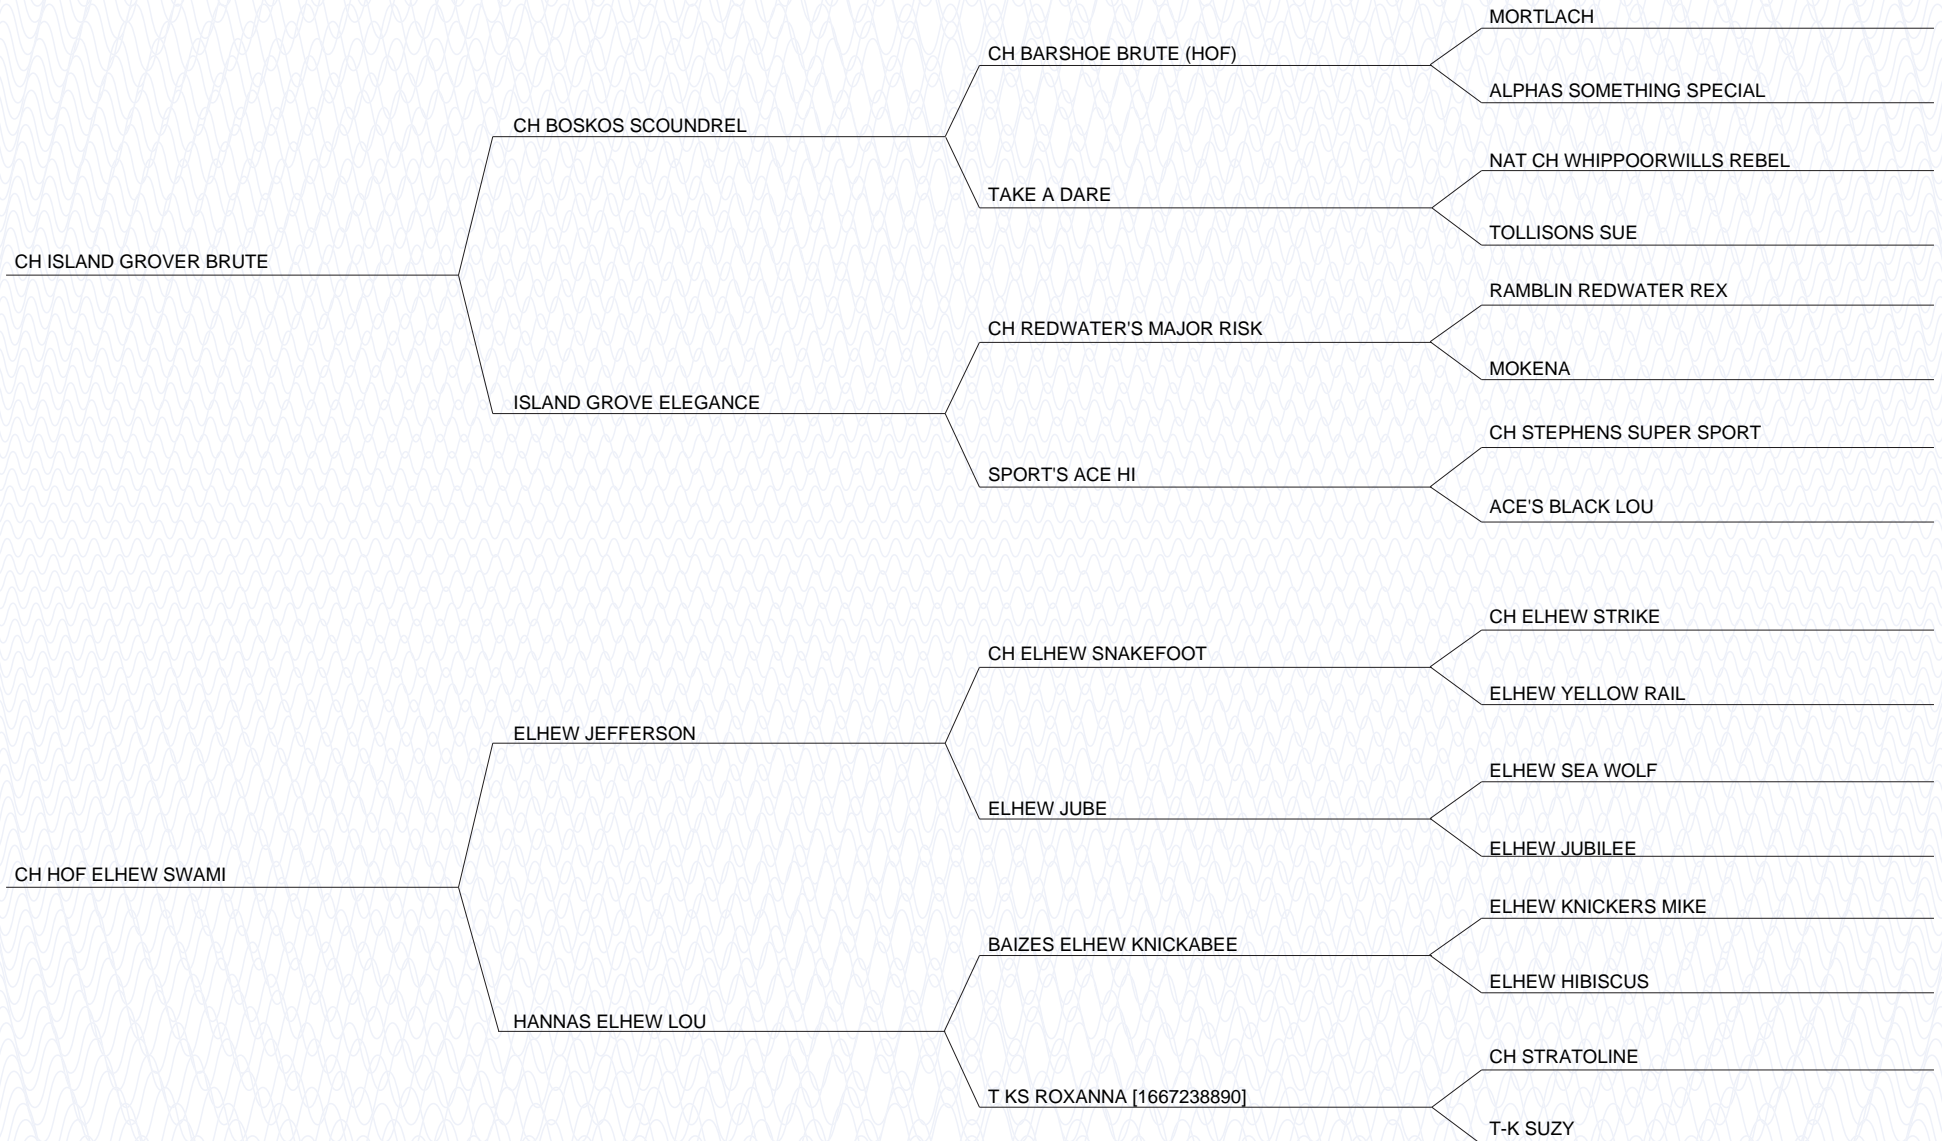 MORTLACH
CH BARSHOE BRUTE (HOF)
ALPHAS SOMETHING SPECIAL
CH BOSKOS SCOUNDREL
NAT CH WHIPPOORWILLS REBEL
TAKE A DARE
TOLLISONS SUE
CH ISLAND GROVER BRUTE
RAMBLIN REDWATER REX
CH REDWATER'S MAJOR RISK
MOKENA
ISLAND GROVE ELEGANCE
CH STEPHENS SUPER SPORT
SPORT'S ACE HI
ACE'S BLACK LOU
CH ELHEW STRIKE
CH ELHEW SNAKEFOOT
ELHEW YELLOW RAIL
ELHEW JEFFERSON
ELHEW SEA WOLF
ELHEW JUBE
ELHEW JUBILEE
CH HOF ELHEW SWAMI
ELHEW KNICKERS MIKE
BAIZES ELHEW KNICKABEE
ELHEW HIBISCUS
HANNAS ELHEW LOU
CH STRATOLINE
T KS ROXANNA [1667238890]
T-K SUZY